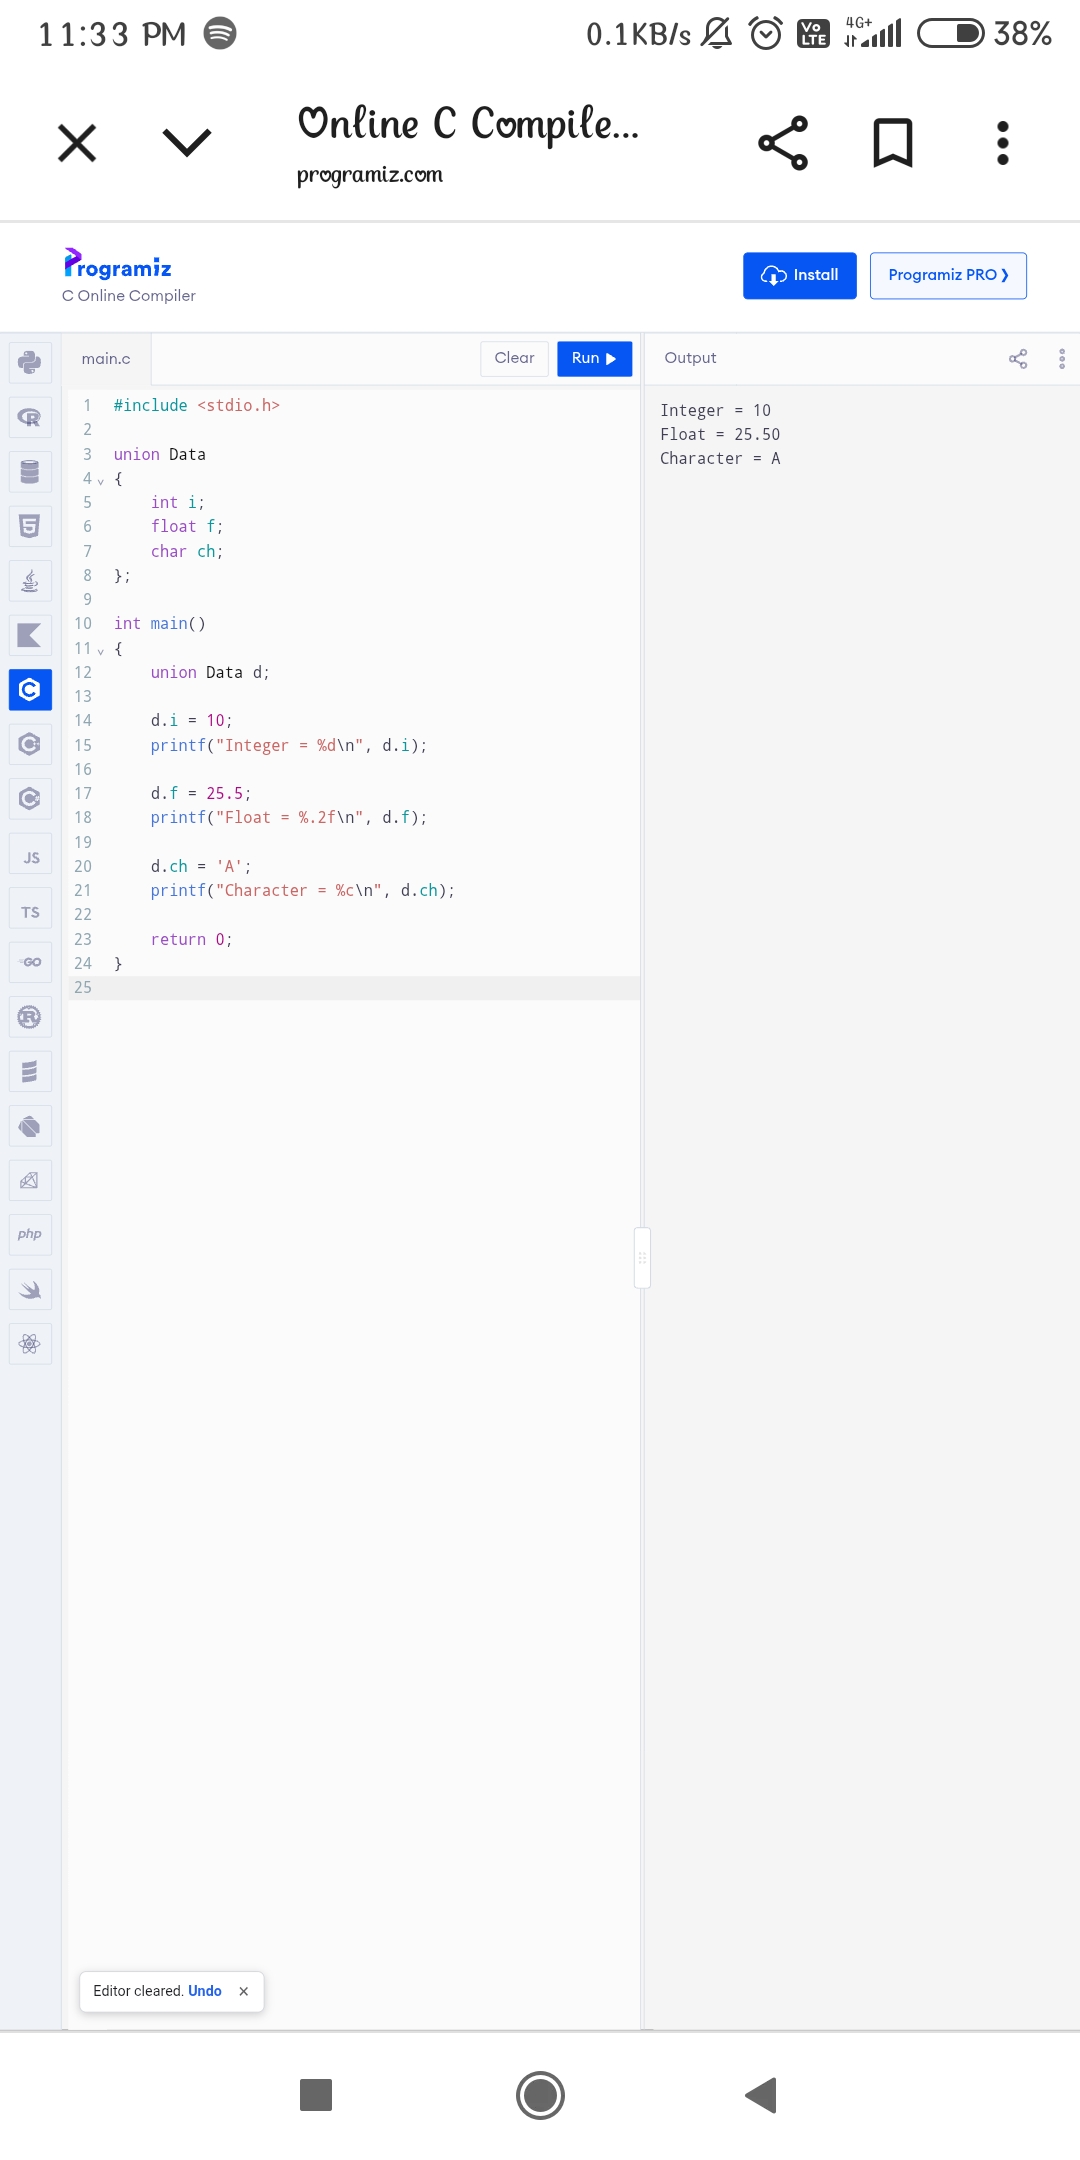 11:33 PM
0.1KB/s
Vo
LTE
4G+
38%
Online C Compile...
programiz.com
Programiz
C Online Compiler
Install
Programiz PRO ❯
main.c
Clear
Run
Output
1 #include <stdio.h>
2
3 union Data
4 {
5     int i;
6     float f;
7     char ch;
8 };
9
10 int main()
11 {
12     union Data d;
13
14     d.i = 10;
15     printf("Integer = %d\n", d.i);
16
17     d.f = 25.5;
18     printf("Float = %.2f\n", d.f);
19
20     d.ch = 'A';
21     printf("Character = %c\n", d.ch);
22
23     return 0;
24 }
25
Integer = 10
Float = 25.50
Character = A
JS
TS
GO
php
Editor cleared. Undo ×